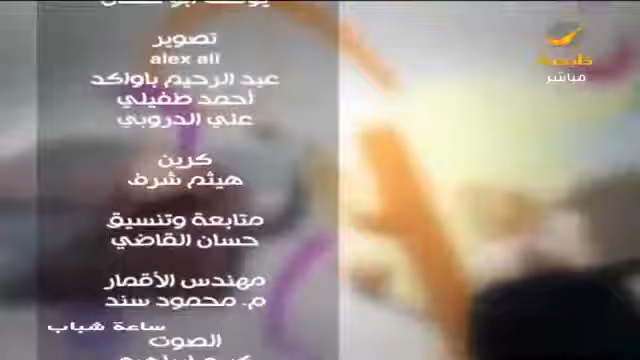 تصوير
alex ali
عبد الرحيم باواكد
أحمد طفيلي
علي الدروبي
كرين
هيثم شرف
متابعة وتنسيق
حسان القاضي
مهندس الأقمار
م. محمود سند
الصوت
ساعة شباب
خليجية
مباشر